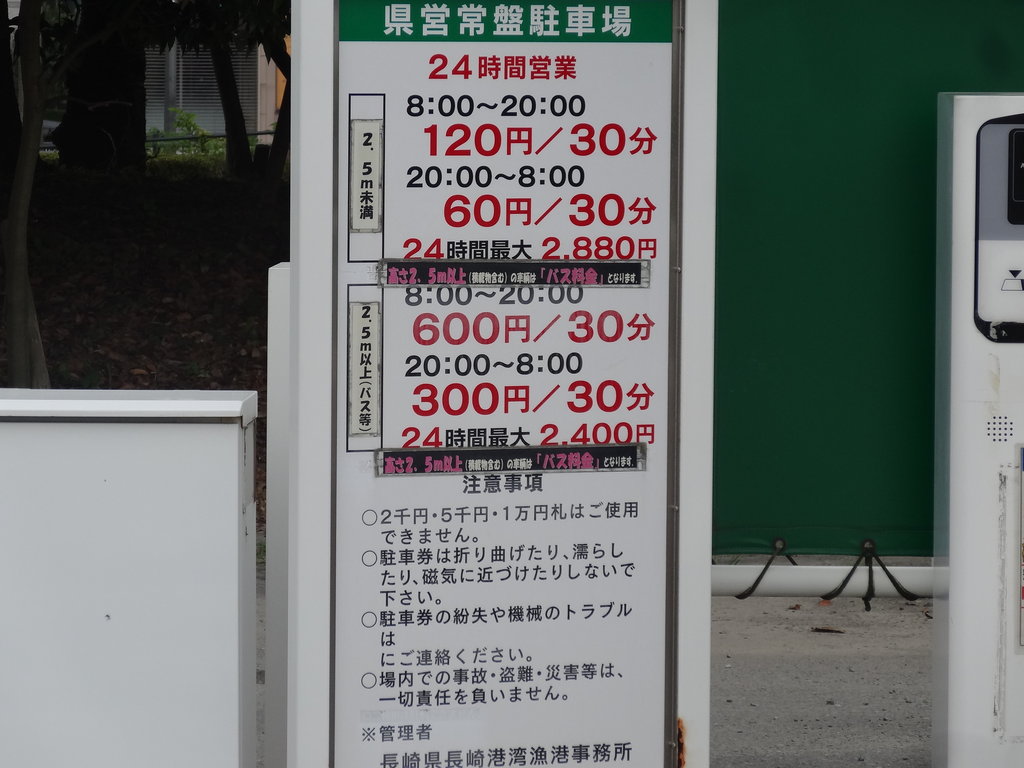 県営常盤駐車場
24時間営業
2.5m未満
8:00～20:00
120円／30分
20:00～8:00
60円／30分
24時間最大 2,880円
高さ2.5m以上(積載物含む)の車輌は「バス料金」となります。
2.5m以上(バス等)
8:00～20:00
600円／30分
20:00～8:00
300円／30分
24時間最大 2,400円
高さ2.5m以上(積載物含む)の車輌は「バス料金」となります。
注意事項
○2千円・5千円・1万円札はご使用
できません。
○駐車券は折り曲げたり、濡らし
たり、磁気に近づけたりしないで
下さい。
○駐車券の紛失や機械のトラブル
は
にご連絡ください。
○場内での事故・盗難・災害等は、
一切責任を負いません。
※管理者
長崎県長崎港湾漁港事務所